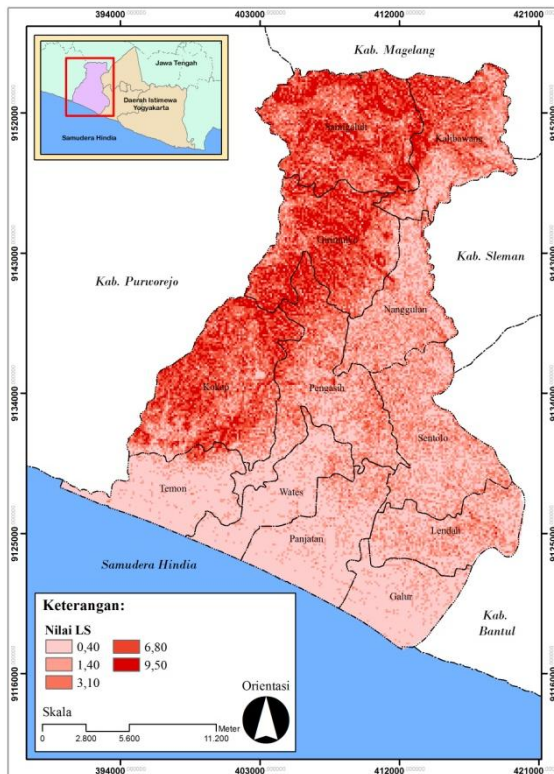 394000 403000 412000 421000
Kab. Magelang
Jawa Tengah
Daerah Istimewa
Yogyakarta
Samudera Hindia
9152000
9152000
Kalibawang
Kab. Sleman
9143000
9143000
Kab. Purworejo
Nanggulan
Kokap
Pengasih
9134000
9134000
Sentolo
Temon
Wates
Lendah
Panjatan
9125000
9125000
Samudera Hindia
Galur
Kab.
Bantul
Keterangan:
Nilai LS
0,40
6,80
1,40
9,50
3,10
9116000
9116000
Orientasi
Skala
Meter
0 2.800 5.600 11.200
394000 403000 412000 421000